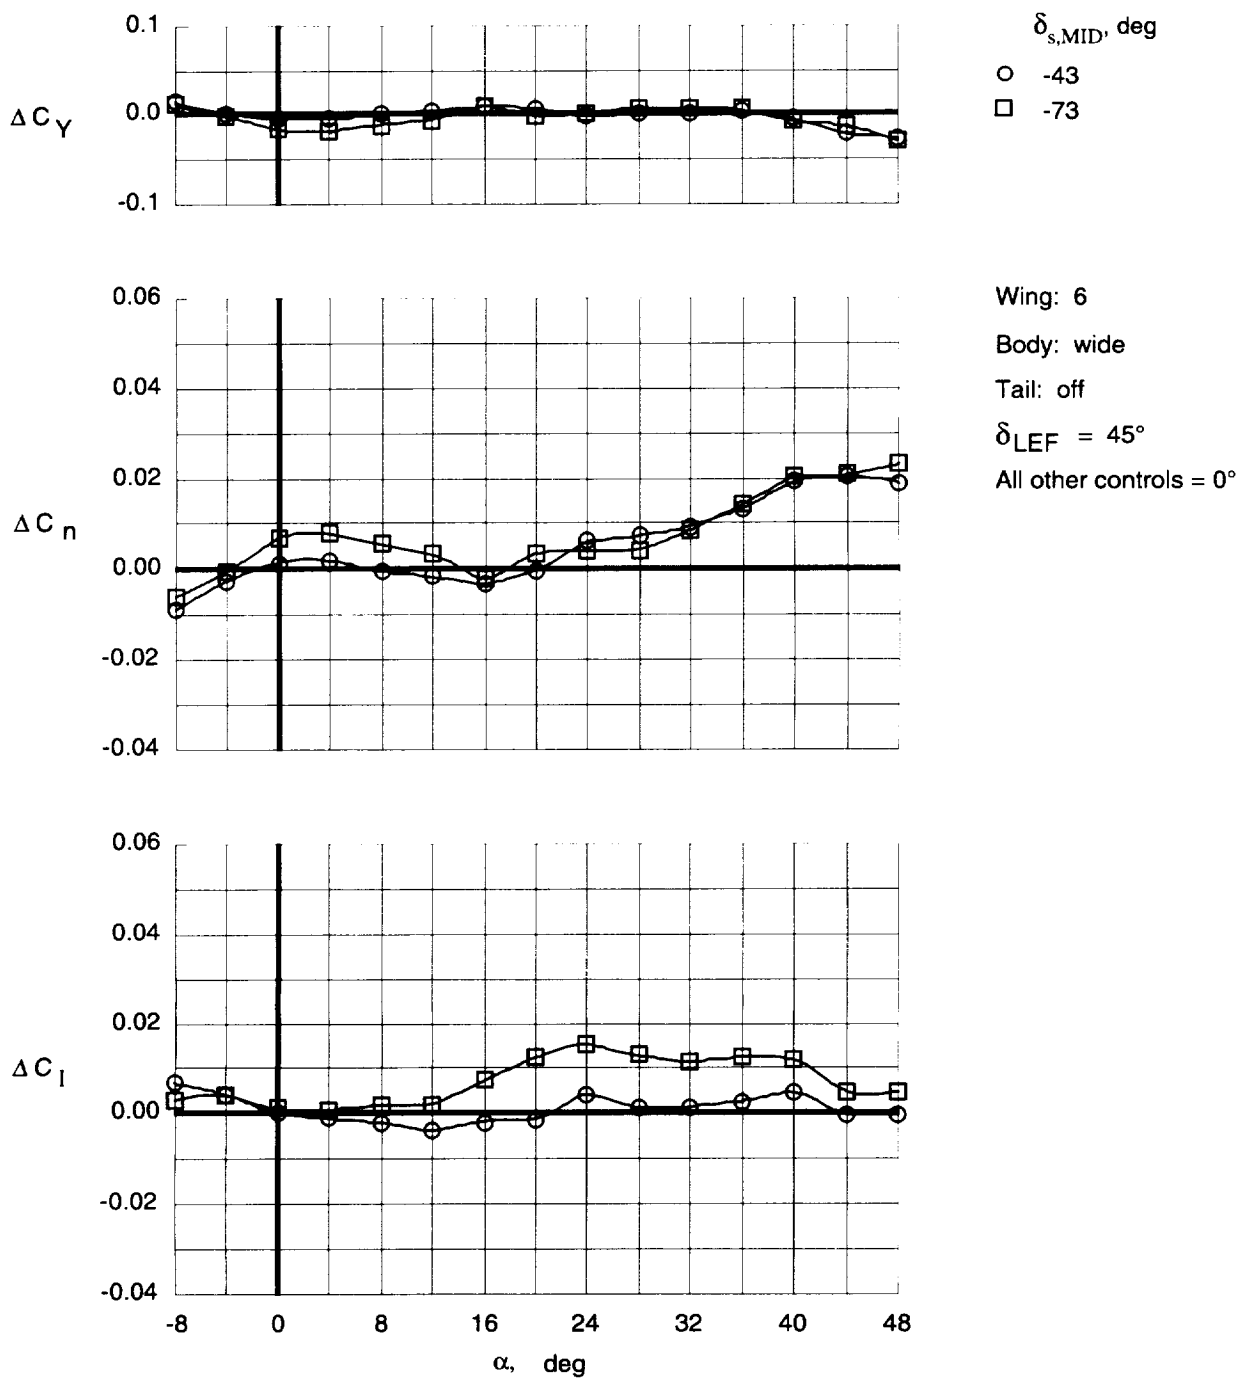 0.1
ΔC_Y
0.0
-0.1
δ_s,MID, deg
○ -43
□ -73
0.06
0.04
0.02
ΔC_n
0.00
-0.02
-0.04
Wing: 6
Body: wide
Tail: off
δ_LEF = 45°
All other controls = 0°
0.06
0.04
0.02
ΔC_l
0.00
-0.02
-0.04
-8 0 8 16 24 32 40 48
α, deg